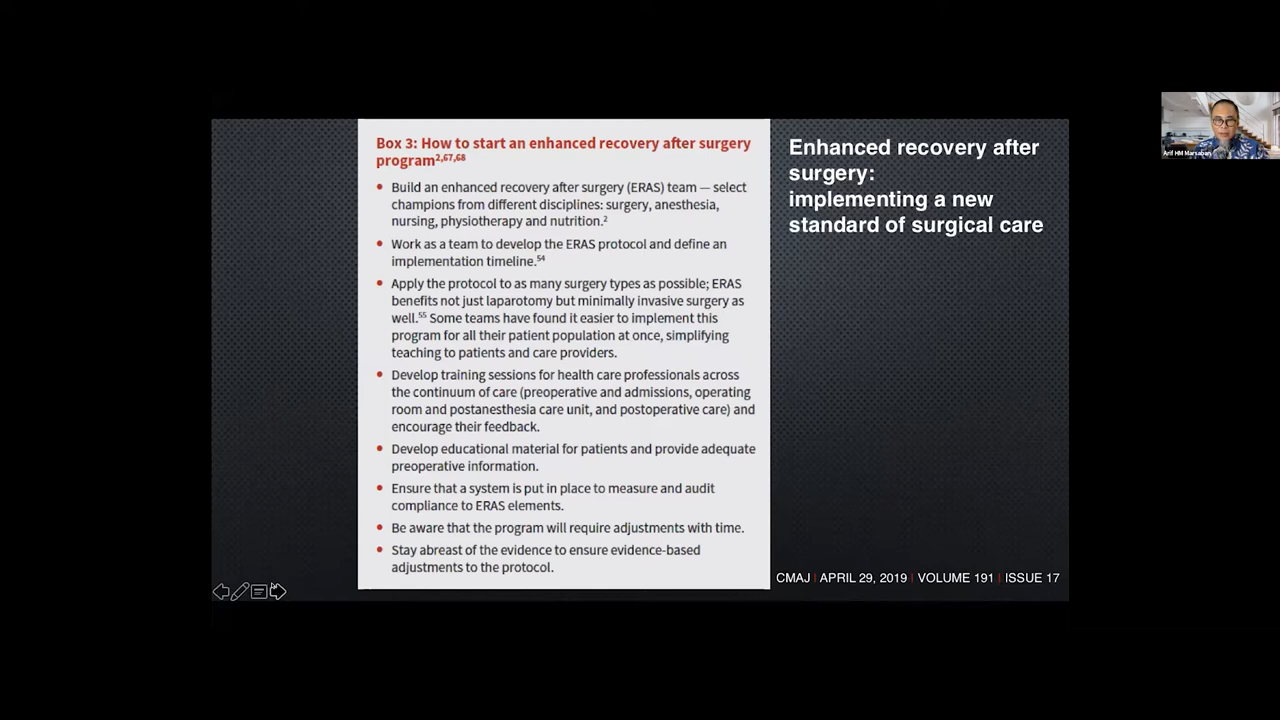 Box 3: How to start an enhanced recovery after surgery
program2,67,68
• Build an enhanced recovery after surgery (ERAS) team — select
champions from different disciplines: surgery, anesthesia,
nursing, physiotherapy and nutrition.2
• Work as a team to develop the ERAS protocol and define an
implementation timeline.54
• Apply the protocol to as many surgery types as possible; ERAS
benefits not just laparotomy but minimally invasive surgery as
well.55 Some teams have found it easier to implement this
program for all their patient population at once, simplifying
teaching to patients and care providers.
• Develop training sessions for health care professionals across
the continuum of care (preoperative and admissions, operating
room and postanesthesia care unit, and postoperative care) and
encourage their feedback.
• Develop educational material for patients and provide adequate
preoperative information.
• Ensure that a system is put in place to measure and audit
compliance to ERAS elements.
• Be aware that the program will require adjustments with time.
• Stay abreast of the evidence to ensure evidence-based
adjustments to the protocol.
Enhanced recovery after
surgery:
implementing a new
standard of surgical care
CMAJ | APRIL 29, 2019 | VOLUME 191 | ISSUE 17
Arif HM Marsaban